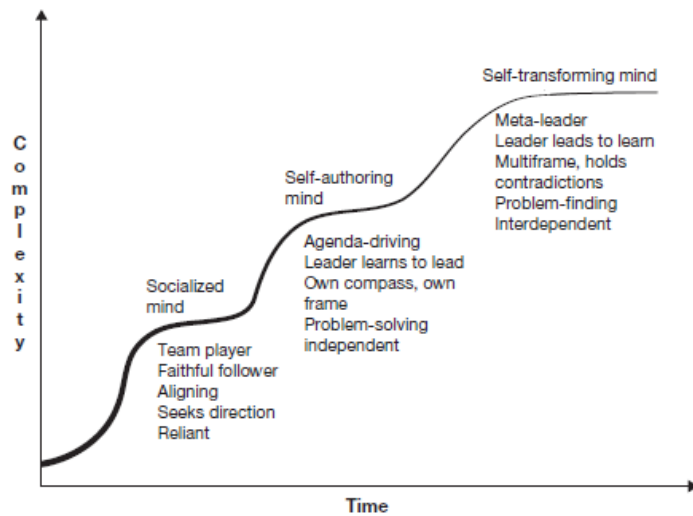 Complexity
Self-transforming mind
Meta-leader
Leader leads to learn
Multiframe, holds
contradictions
Problem-finding
Interdependent
Self-authoring
mind
Agenda-driving
Leader learns to lead
Own compass, own
frame
Problem-solving
independent
Socialized
mind
Team player
Faithful follower
Aligning
Seeks direction
Reliant
Time